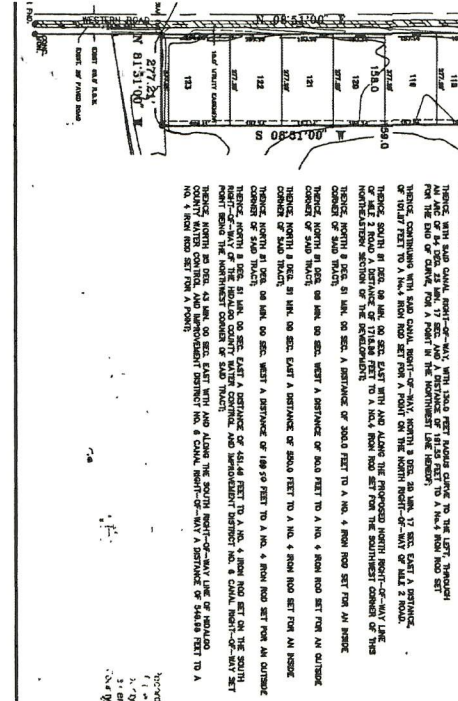 WESTERN ROAD
N 08°51'00" E
118
119
120
121
122
123
277.28'
158.0
159.0
S 08°51'00" W
277.21'
N 81°31'00" W
10.0' UTILITY EASEMENT
THENCE, WITH SAID CANAL RIGHT-OF-WAY, WITH 130.0 FEET RADIUS CURVE TO THE LEFT, THROUGH
AN ARC OF 84 DEG. 23 MIN. 17 SEC. AND A DISTANCE OF 191.55 FEET TO A No.4 IRON ROD SET
FOR THE END OF CURVE, FOR A POINT IN THE NORTHWEST LINE HEREOF;
THENCE, CONTINUING WITH SAID CANAL RIGHT-OF-WAY, NORTH 8 DEG. 20 MIN. 17 SEC. EAST A DISTANCE,
OF 101.87 FEET TO A No.4 IRON ROD SET FOR A POINT ON THE NORTH RIGHT-OF-WAY OF MILE 2 ROAD.
THENCE, SOUTH 81 DEG. 09 MIN. 00 SEC. EAST WITH AND ALONG THE PROPOSED NORTH RIGHT-OF-WAY LINE
OF MILE 2 ROAD A DISTANCE OF 1718.98 FEET TO A NO.4 IRON ROD SET FOR THE SOUTHWEST CORNER OF THIS
NORTHEASTERN SECTION OF THE DEVELOPMENT;
THENCE, NORTH 8 DEG. 51 MIN. 00 SEC. A DISTANCE OF 300.0 FEET TO A NO. 4 IRON ROD SET FOR AN INSIDE
CORNER OF SAID TRACT;
THENCE, NORTH 81 DEG. 09 MIN. 00 SEC. WEST A DISTANCE OF 50.0 FEET TO A NO. 4 IRON ROD SET FOR AN OUTSIDE
CORNER OF SAID TRACT;
THENCE, NORTH 8 DEG. 51 MIN. 00 SEC. EAST A DISTANCE OF 550.0 FEET TO A NO. 4 IRON ROD SET FOR AN INSIDE
CORNER OF SAID TRACT;
THENCE, NORTH 81 DEG. 09 MIN. 00 SEC. WEST A DISTANCE OF FEET TO A NO. 4 IRON ROD SET FOR AN OUTSIDE
CORNER OF SAID TRACT;
THENCE, NORTH 8 DEG. 51 MIN. 00 SEC. EAST A DISTANCE OF 451.48 FEET TO A NO. 4 IRON ROD SET ON THE SOUTH
RIGHT-OF-WAY OF THE HIDALGO COUNTY WATER CONTROL AND IMPROVEMENT DISTRICT NO. 6 CANAL RIGHT-OF-WAY SET
POINT BEING THE NORTHWEST CORNER OF SAID TRACT;
THENCE, NORTH 85 DEG. 43 MIN. 00 SEC. EAST WITH AND ALONG THE SOUTH RIGHT-OF-WAY LINE OF HIDALGO
COUNTY WATER CONTROL AND IMPROVEMENT DISTRICT NO. 6 CANAL RIGHT-OF-WAY A DISTANCE OF 546.98 FEET TO A
NO. 4 IRON ROD SET FOR A POINT;